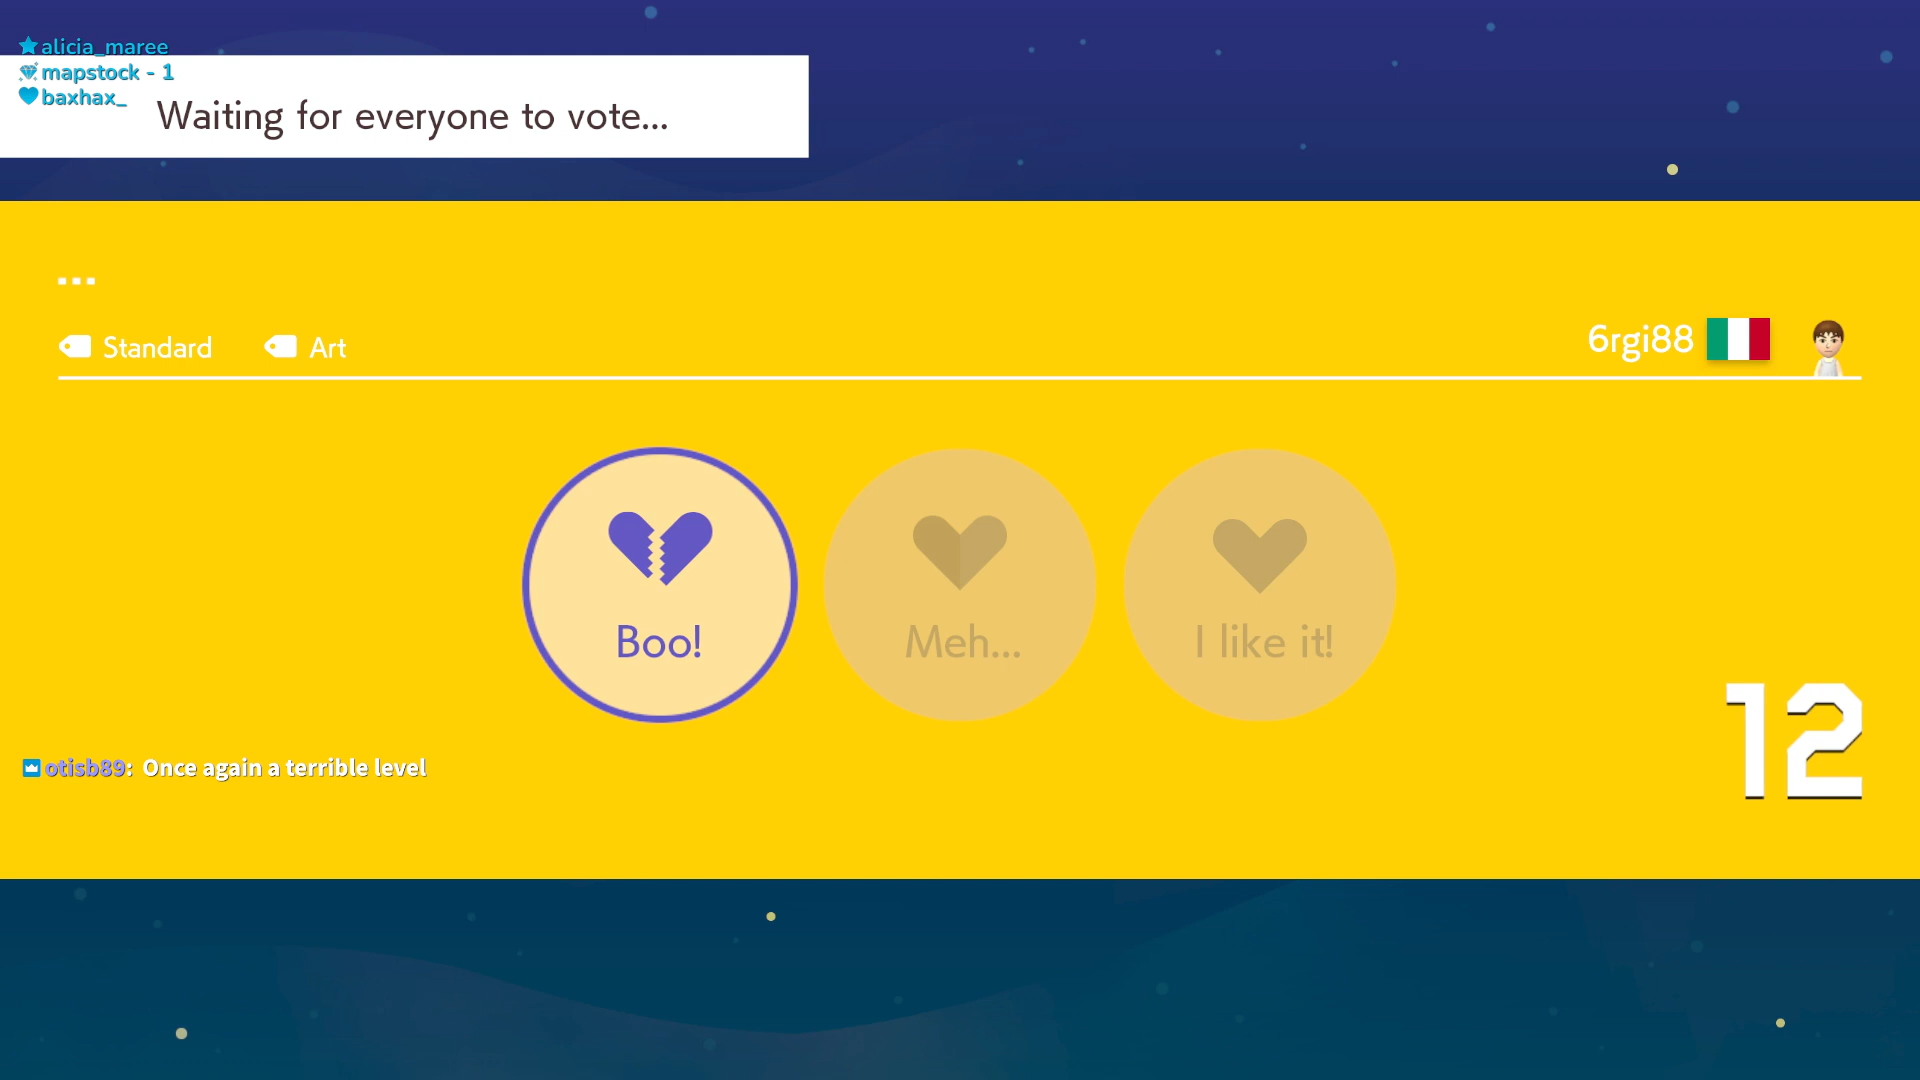 alicia_maree
mapstock - 1
baxhax_
Waiting for everyone to vote...
...
Standard
Art
6rgi88
Boo!
Meh...
I like it!
12
otisb89: Once again a terrible level